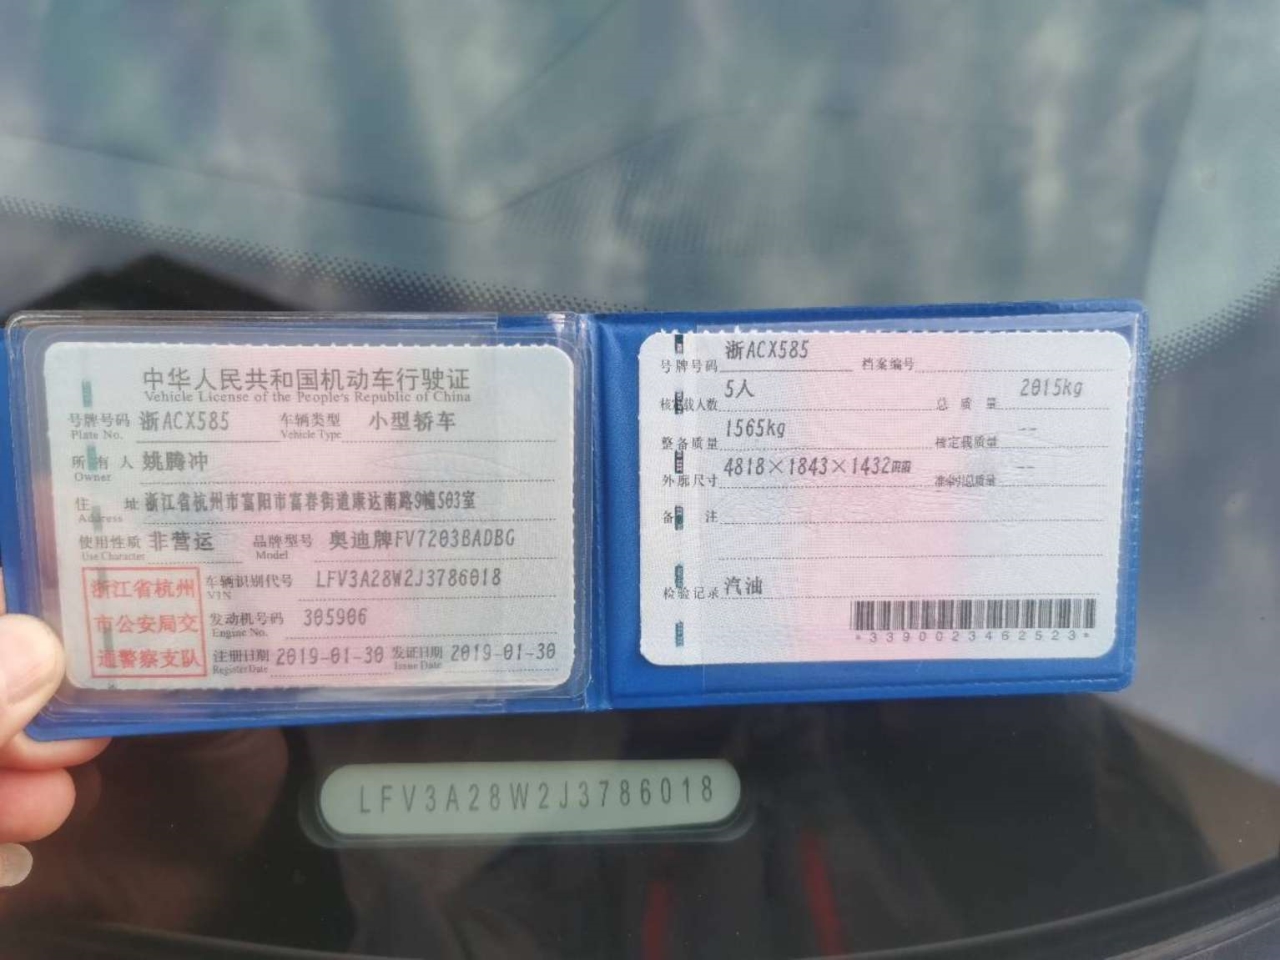 中华人民共和国机动车行驶证
Vehicle License of the People's Republic of China
号牌号码 浙ACX585 车辆类型 小型轿车
Plate No. Vehicle Type
所有人 姚腾冲
Owner
住址 浙江省杭州市富阳市富春街道康达南路9幢503室
Address
使用性质 非营运 品牌型号 奥迪牌FV7203BADBG
Use Character Model
浙江省杭州
市公安局交
通警察支队
车辆识别代号 LFV3A28W2J3786018
VIN
发动机号码 305906
Engine No.
注册日期 2019-01-30 发证日期 2019-01-30
Register Date Issue Date
号牌号码 浙ACX585 档案编号
核定载人数 5人 总质量 2015kg
整备质量 1565kg 核定载质量 --
外廓尺寸 4818×1843×1432mm 准牵引总质量 --
备注
检验记录 汽油
*3390023462523*
LFV3A28W2J3786018